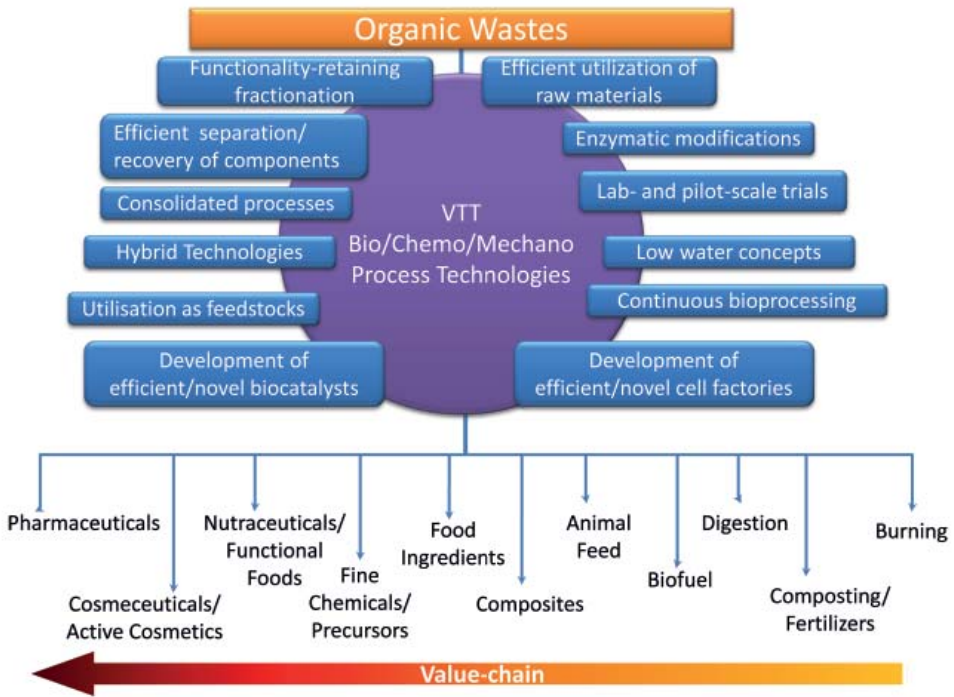 Organic Wastes
Functionality-retaining
fractionation
Efficient utilization of
raw materials
Efficient separation/
recovery of components
Enzymatic modifications
Consolidated processes
Lab- and pilot-scale trials
Hybrid Technologies
Low water concepts
Utilisation as feedstocks
Continuous bioprocessing
Development of
efficient/novel biocatalysts
Development of
efficient/novel cell factories
VTT
Bio/Chemo/Mechano
Process Technologies
Pharmaceuticals
Cosmeceuticals/
Active Cosmetics
Nutraceuticals/
Functional
Foods
Fine
Chemicals/
Precursors
Food
Ingredients
Composites
Animal
Feed
Biofuel
Digestion
Composting/
Fertilizers
Burning
Value-chain